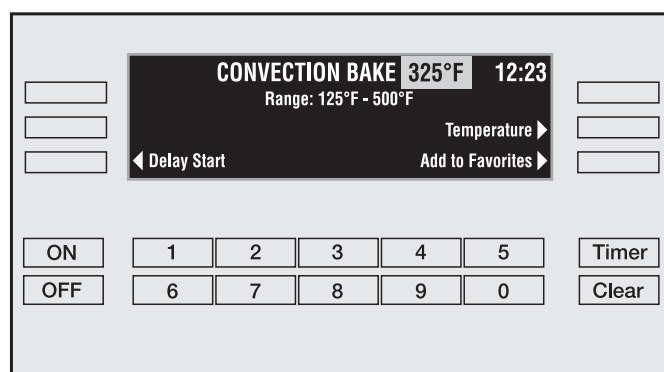 CONVECTION BAKE 325°F 12:23
Range: 125°F - 500°F
Temperature
Delay Start Add to Favorites
ON 1 2 3 4 5 Timer
OFF 6 7 8 9 0 Clear